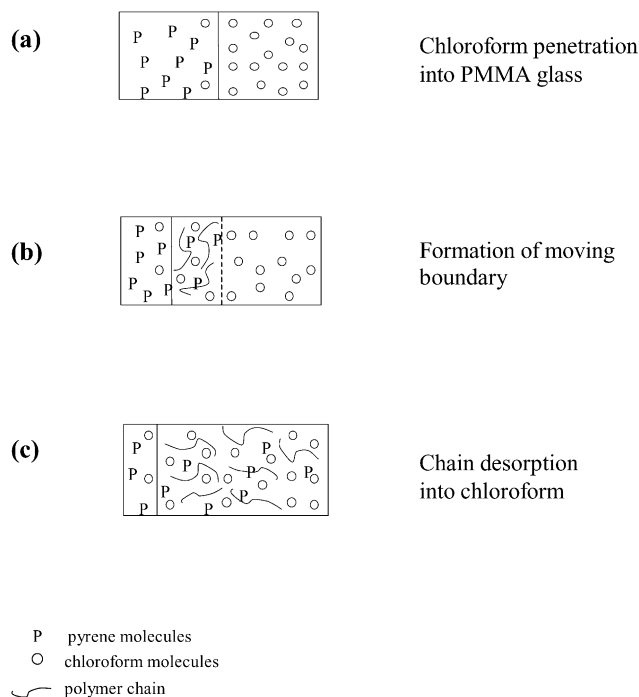 (a)
Chloroform penetration
into PMMA glass
P P P P P P P P P P
(b)
Formation of moving
boundary
P P P P P P P P P P
(c)
Chain desorption
into chloroform
P P P P P P P P P P
P pyrene molecules
chloroform molecules
polymer chain